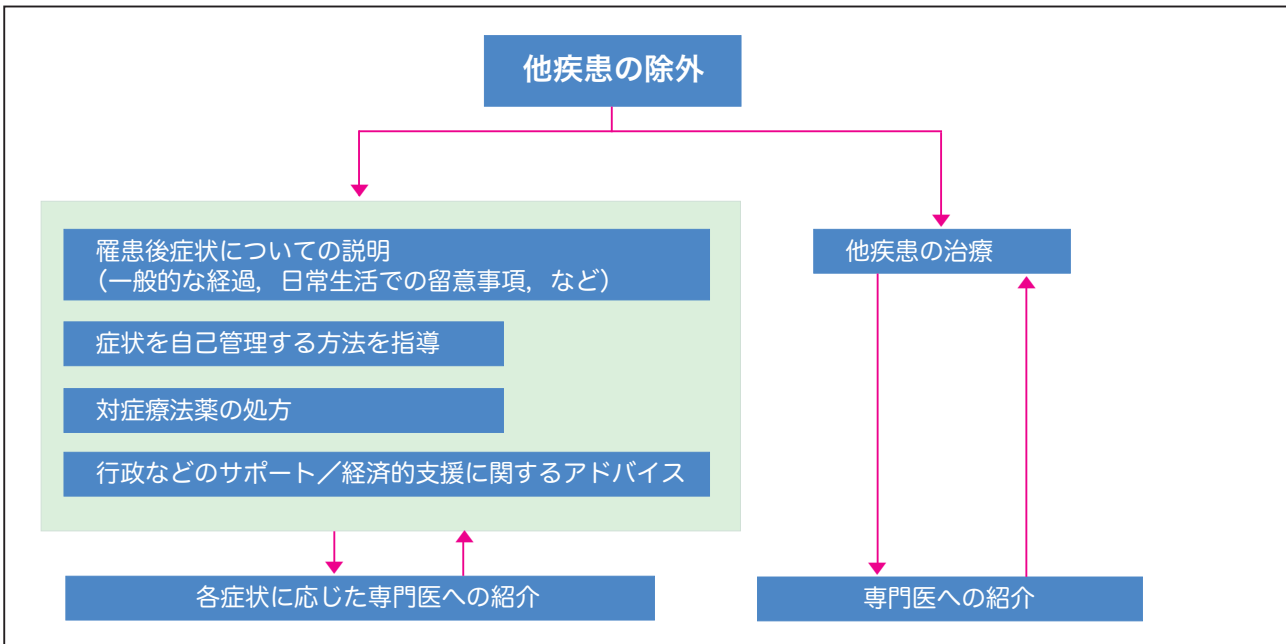 他疾患の除外
罹患後症状についての説明
（一般的な経過，日常生活での留意事項，など）
症状を自己管理する方法を指導
対症療法薬の処方
行政などのサポート／経済的支援に関するアドバイス
各症状に応じた専門医への紹介
他疾患の治療
専門医への紹介